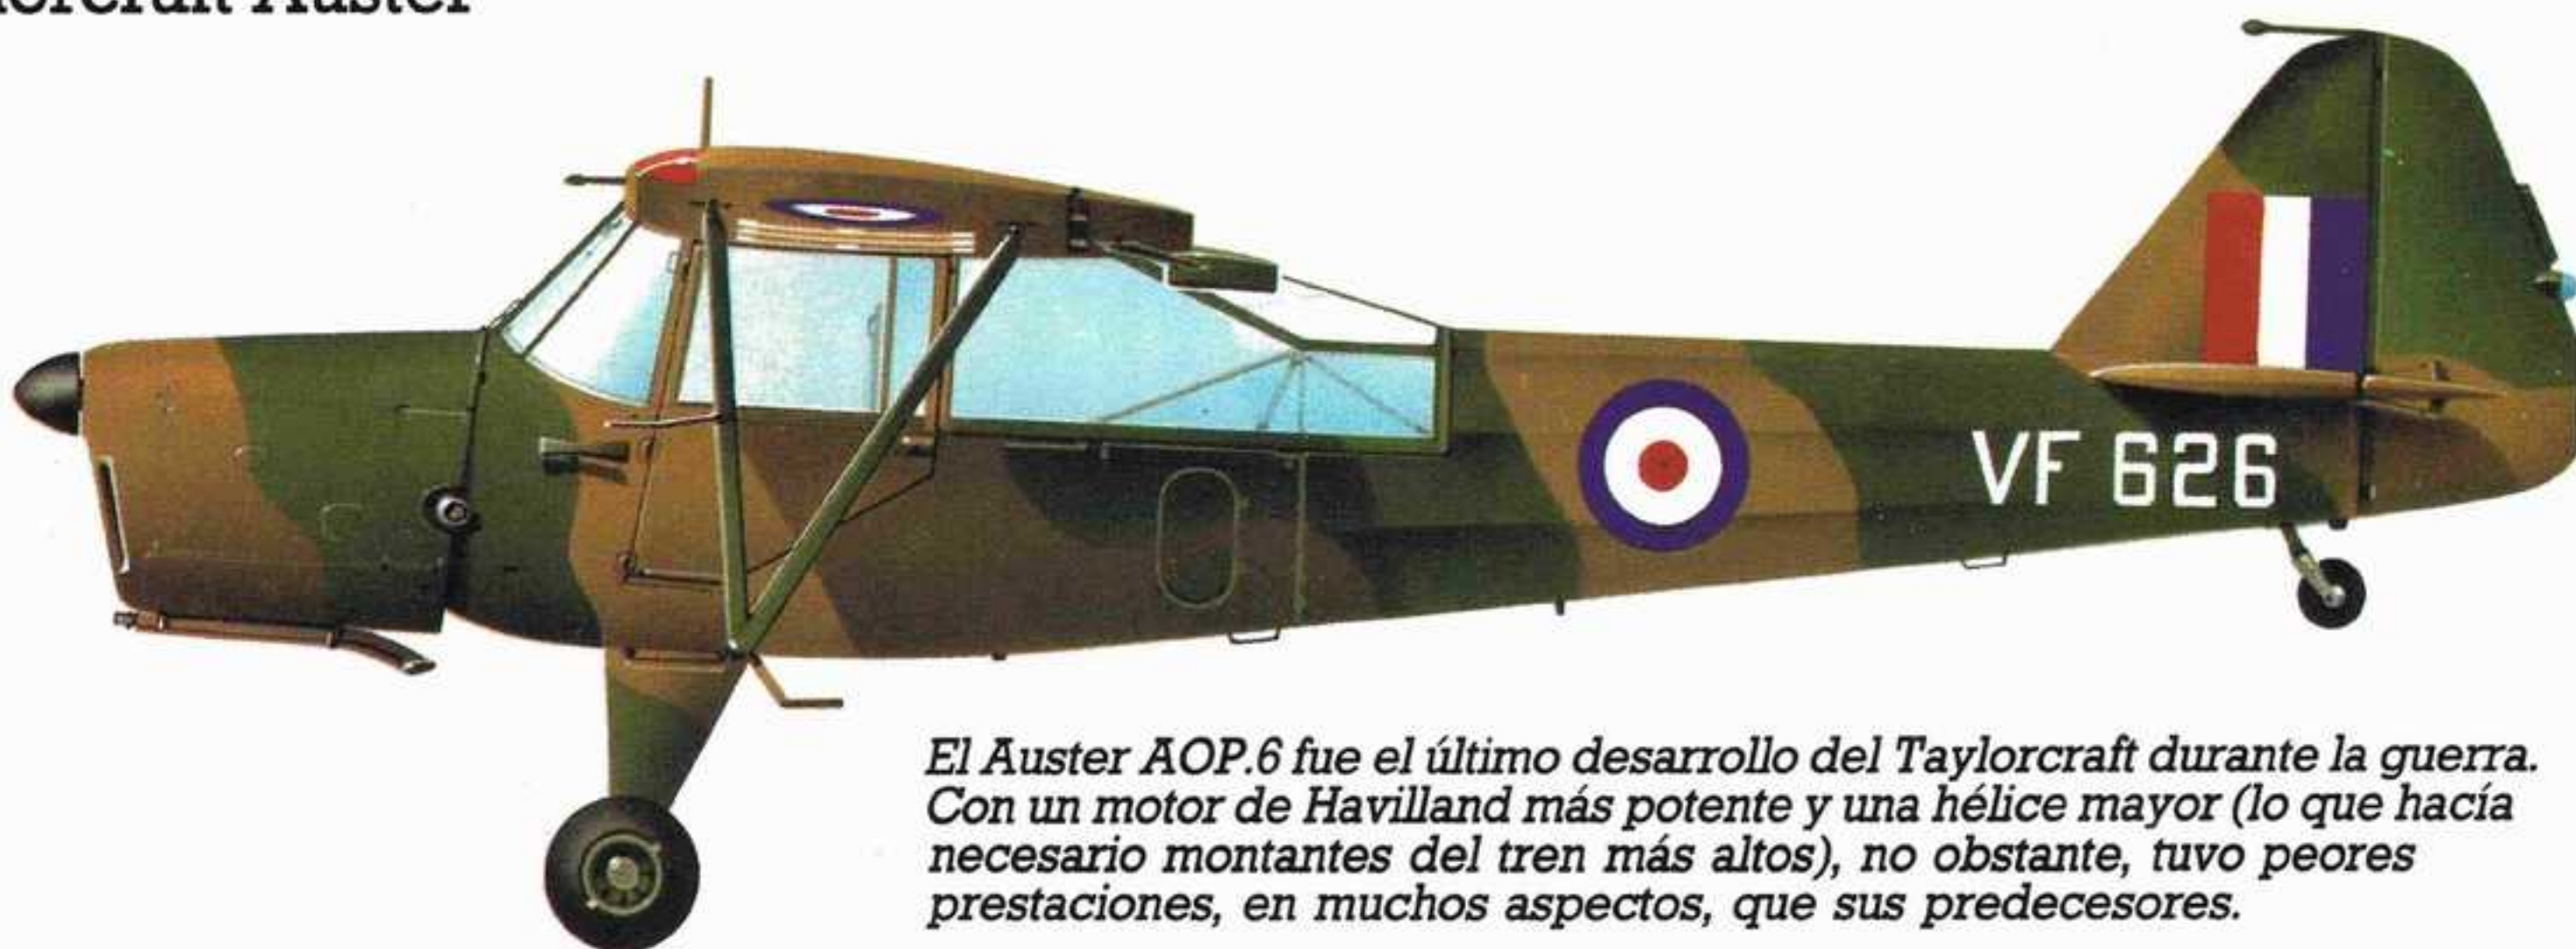 Auster
VF 626
El Auster AOP.6 fue el último desarrollo del Taylorcraft durante la guerra.
Con un motor de Havilland más potente y una hélice mayor (lo que hacía
necesario montantes del tren más altos), no obstante, tuvo peores
prestaciones, en muchos aspectos, que sus predecesores.